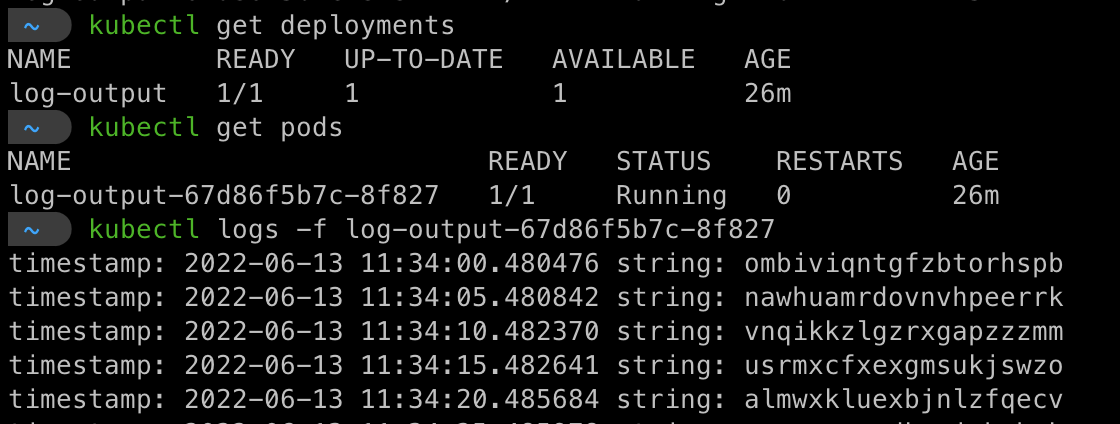 ~ kubectl get deployments
NAME READY UP-TO-DATE AVAILABLE AGE
log-output 1/1 1 1 26m
~ kubectl get pods
NAME READY STATUS RESTARTS AGE
log-output-67d86f5b7c-8f827 1/1 Running 0 26m
~ kubectl logs -f log-output-67d86f5b7c-8f827
timestamp: 2022-06-13 11:34:00.480476 string: ombiviqntgfzbtorhspb
timestamp: 2022-06-13 11:34:05.480842 string: nawhuamrdovnvhpeerrk
timestamp: 2022-06-13 11:34:10.482370 string: vnqikkzlgzrxgapzzzmm
timestamp: 2022-06-13 11:34:15.482641 string: usrmxcfxexgmsukjswzo
timestamp: 2022-06-13 11:34:20.485684 string: almwxkluexbjnlzfqecv